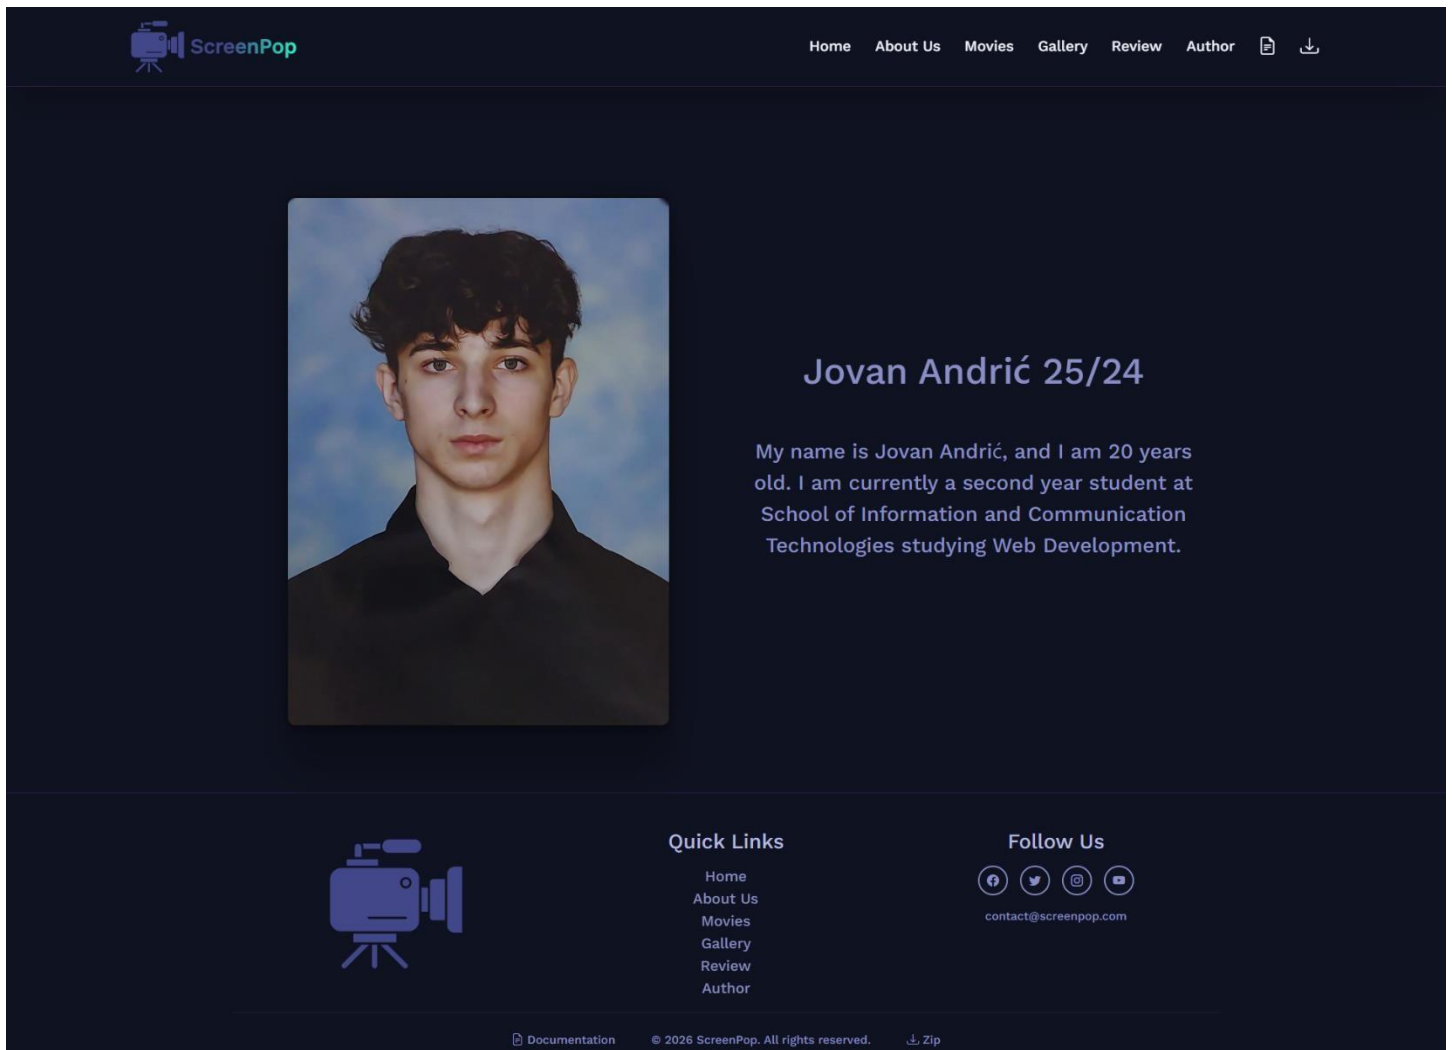 ScreenPop
Home About Us Movies Gallery Review Author
Jovan Andrić 25/24
My name is Jovan Andrić, and I am 20 years
old. I am currently a second year student at
School of Information and Communication
Technologies studying Web Development.
Quick Links
Home
About Us
Movies
Gallery
Review
Author
Follow Us
contact@screenpop.com
Documentation © 2026 ScreenPop. All rights reserved. Zip